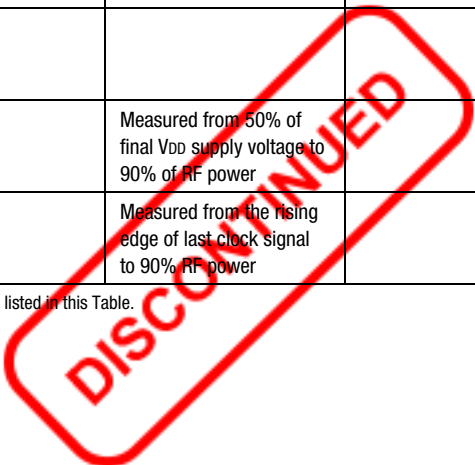 Measured from 50% of
final VDD supply voltage to
90% of RF power
Measured from the rising
edge of last clock signal
to 90% RF power
listed in this Table.
DISCONTINUED